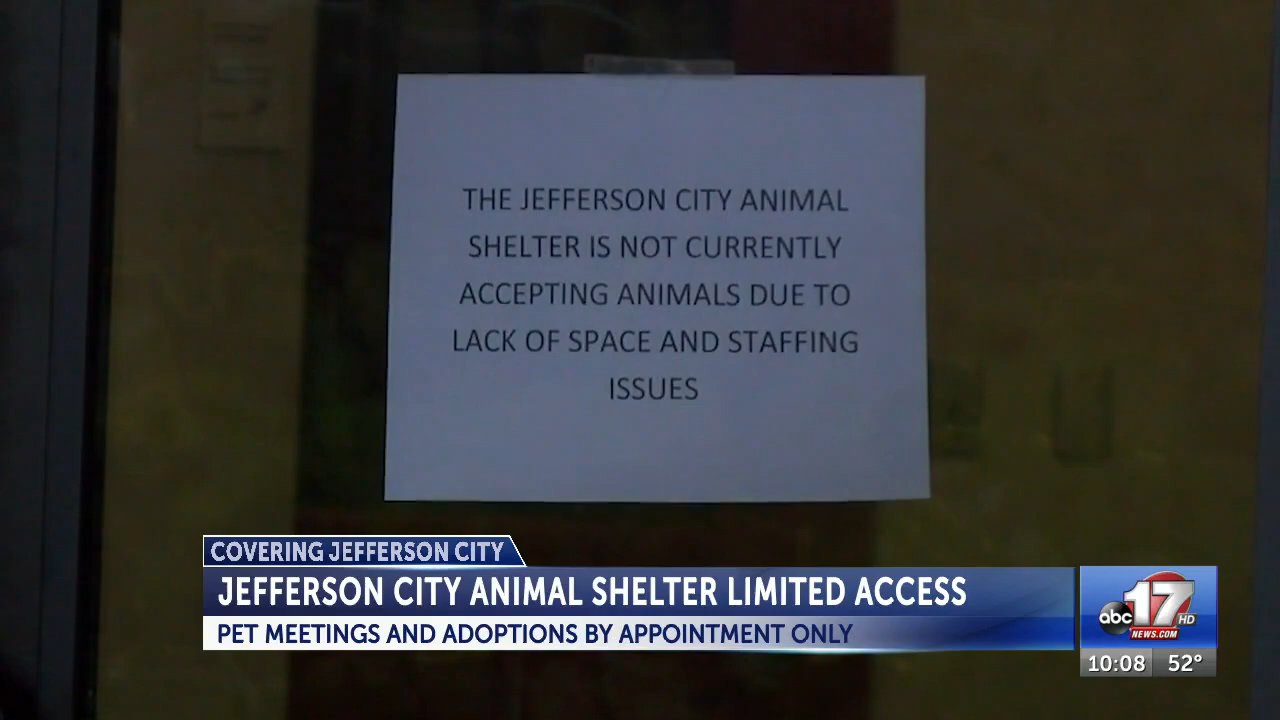 THE JEFFERSON CITY ANIMAL
SHELTER IS NOT CURRENTLY
ACCEPTING ANIMALS DUE TO
LACK OF SPACE AND STAFFING
ISSUES
COVERING JEFFERSON CITY
JEFFERSON CITY ANIMAL SHELTER LIMITED ACCESS
PET MEETINGS AND ADOPTIONS BY APPOINTMENT ONLY
abc 17 HD
NEWS.COM
10:08 52°